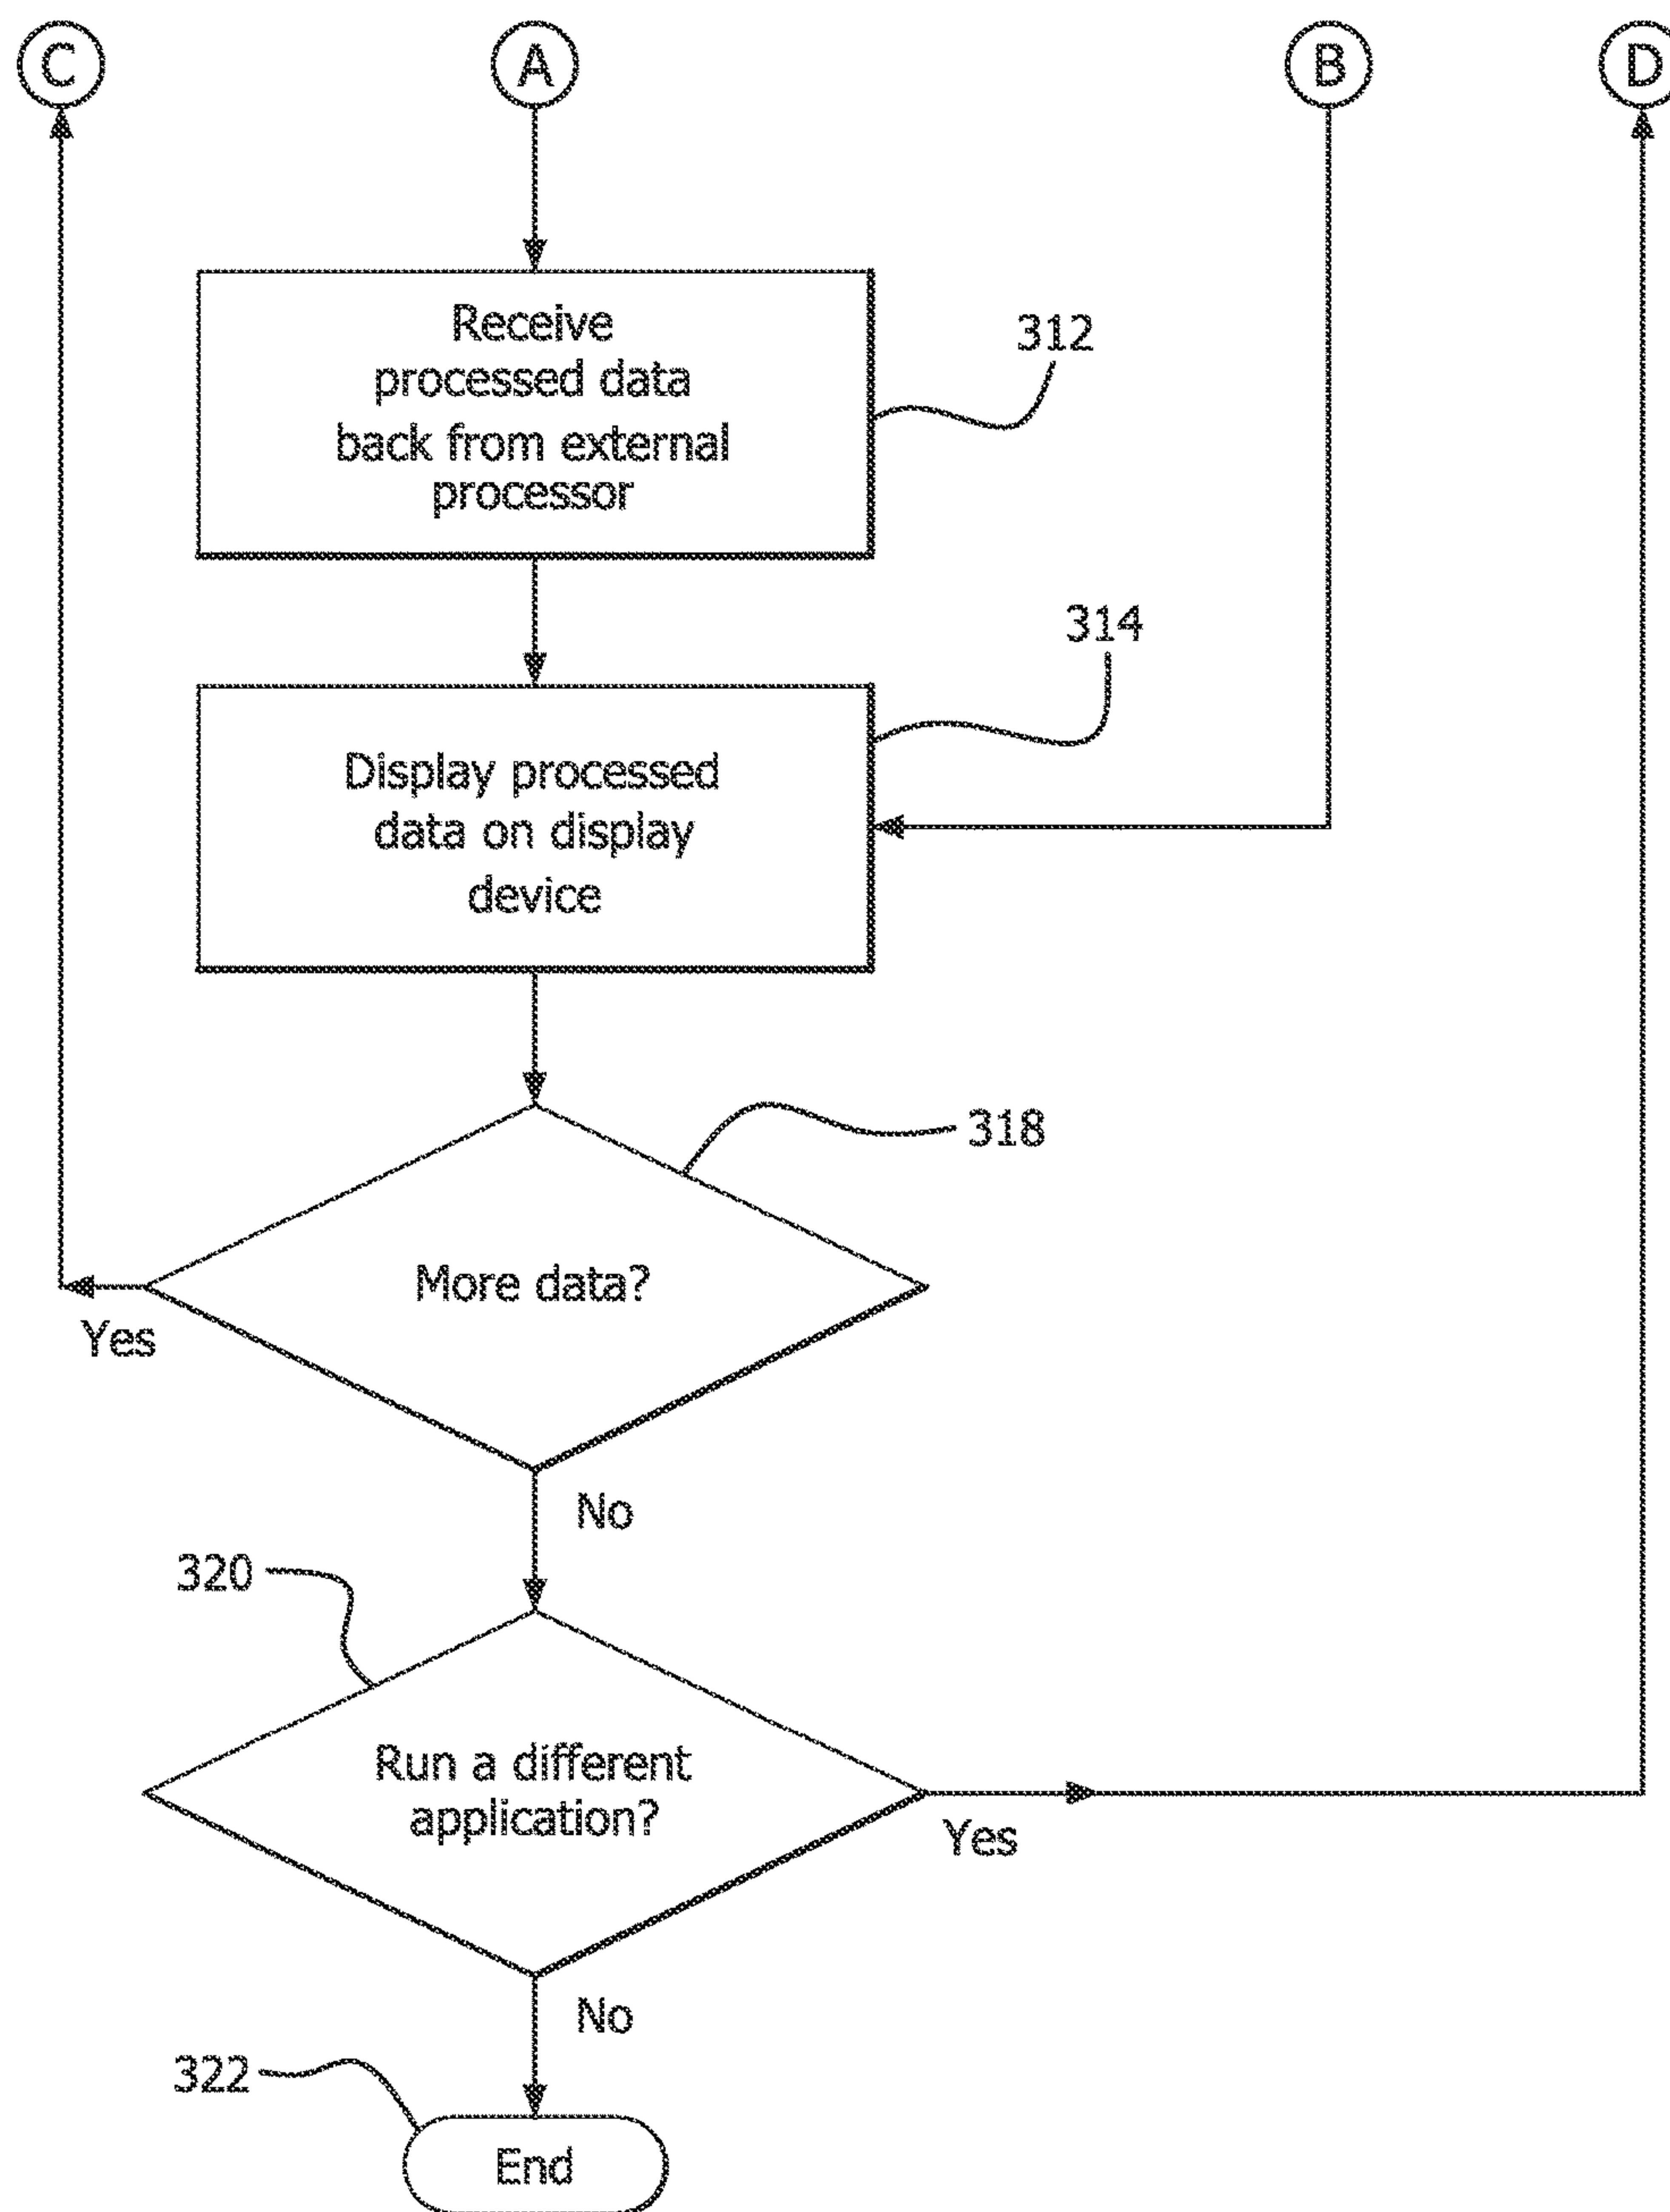 C
A
B
D
Receive
processed data
back from external
processor
312
314
Display processed
data on display
device
318
More data?
Yes
No
320
Run a different
application?
Yes
No
322
End